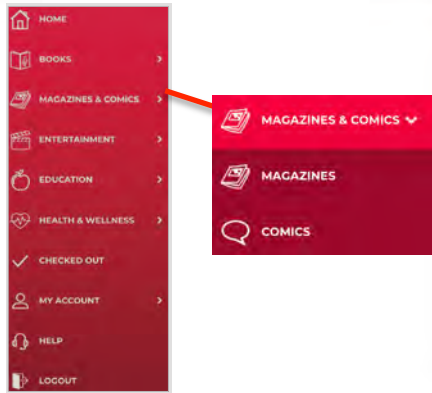 HOME
BOOKS
MAGAZINES & COMICS
ENTERTAINMENT
EDUCATION
HEALTH & WELLNESS
CHECKED OUT
MY ACCOUNT
HELP
LOGOUT
MAGAZINES & COMICS
MAGAZINES
COMICS